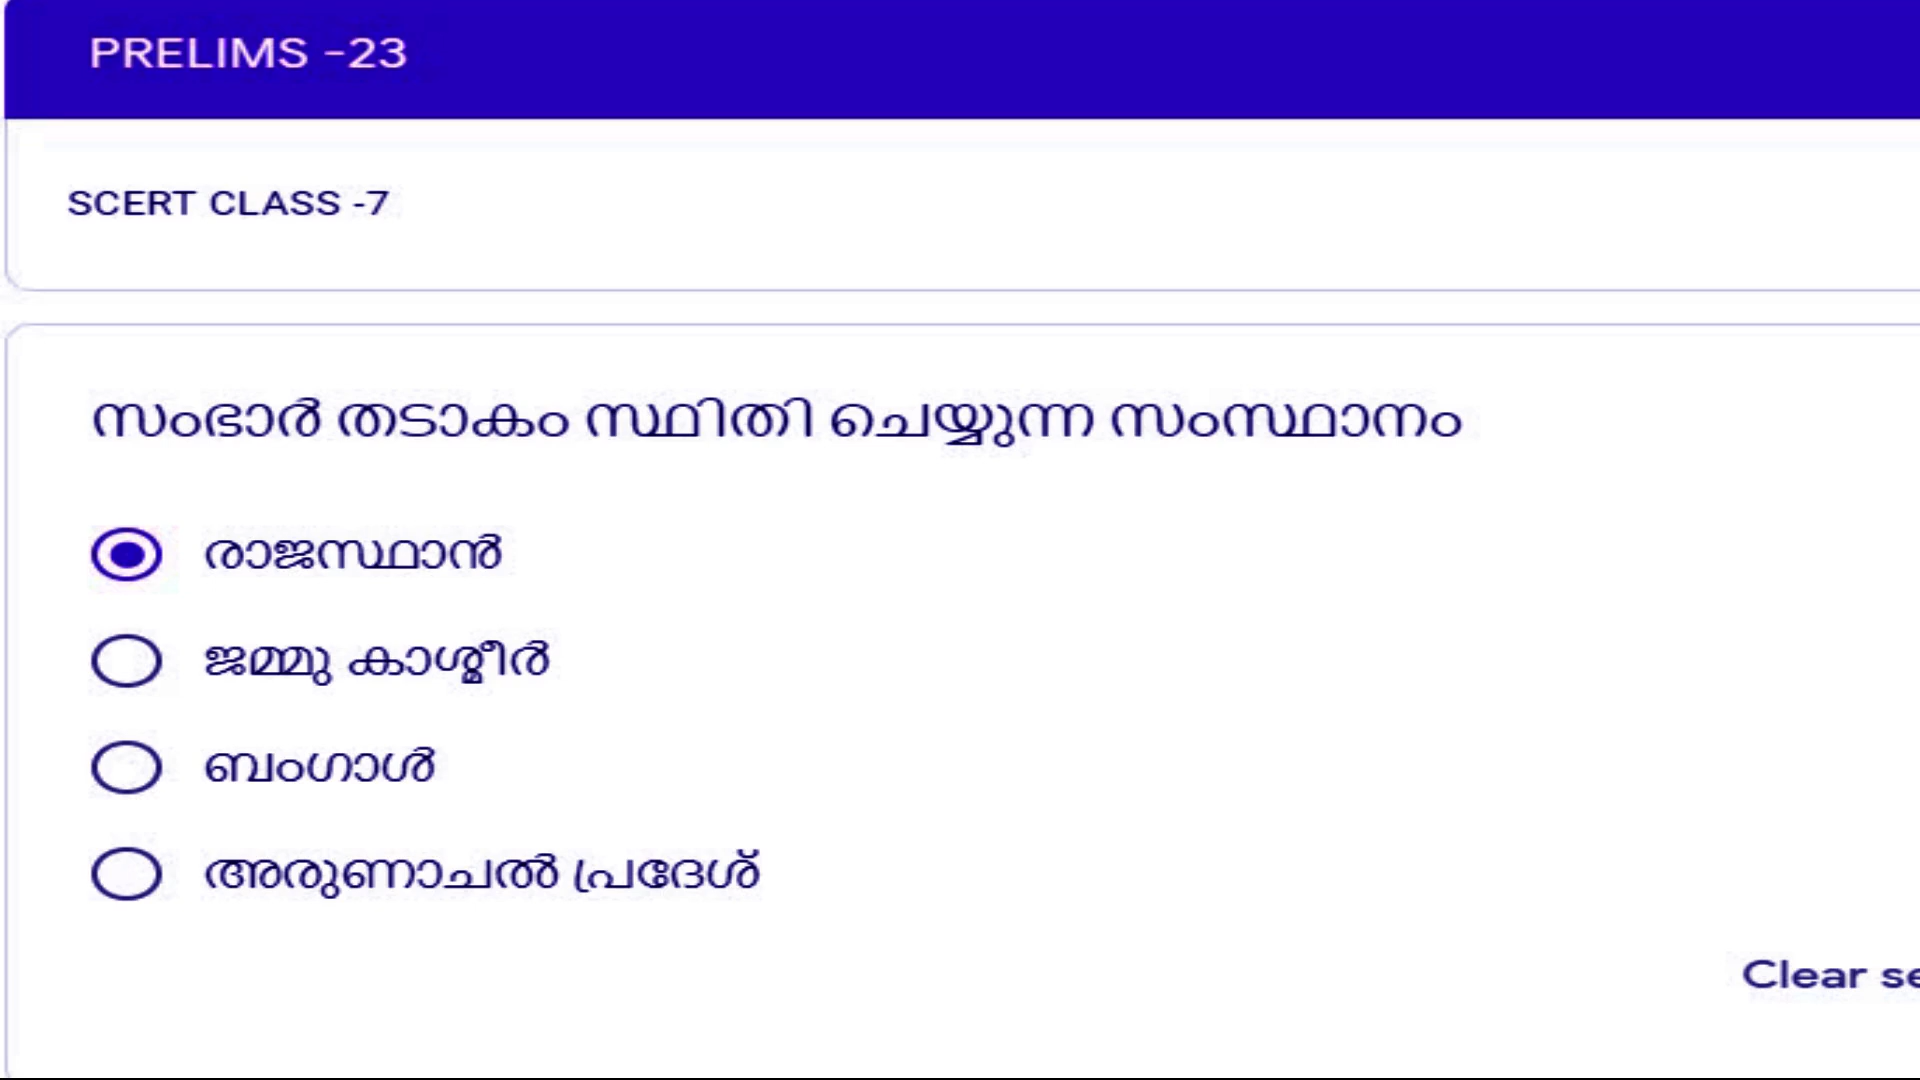 PRELIMS -23
SCERT CLASS -7
സംഭാർ തടാകം സ്ഥിതി ചെയ്യുന്ന സംസ്ഥാനം
രാജസ്ഥാൻ
ജമ്മു കാശ്മീർ
ബംഗാൾ
അരുണാചൽ പ്രദേശ്
Clear se